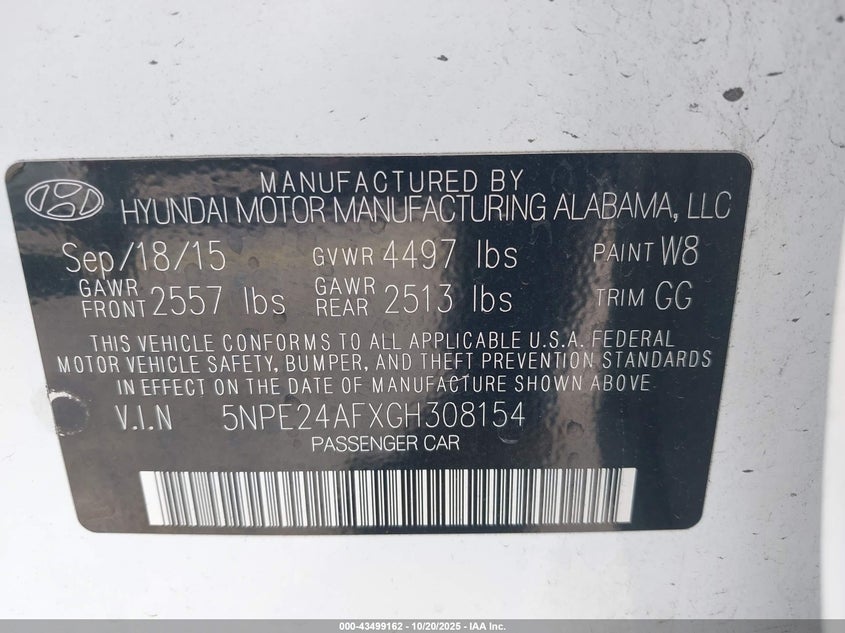 MANUFACTURED BY
HYUNDAI MOTOR MANUFACTURING ALABAMA, LLC
Sep/18/15 GVWR 4497 lbs PAINT W8
GAWR FRONT 2557 lbs GAWR REAR 2513 lbs TRIM GG
THIS VEHICLE CONFORMS TO ALL APPLICABLE U.S.A. FEDERAL
MOTOR VEHICLE SAFETY, BUMPER, AND THEFT PREVENTION STANDARDS
IN EFFECT ON THE DATE OF MANUFACTURE SHOWN ABOVE
V.I.N 5NPE24AFXGH308154
PASSENGER CAR
000-43499162 - 10/20/2025 - IAA Inc.